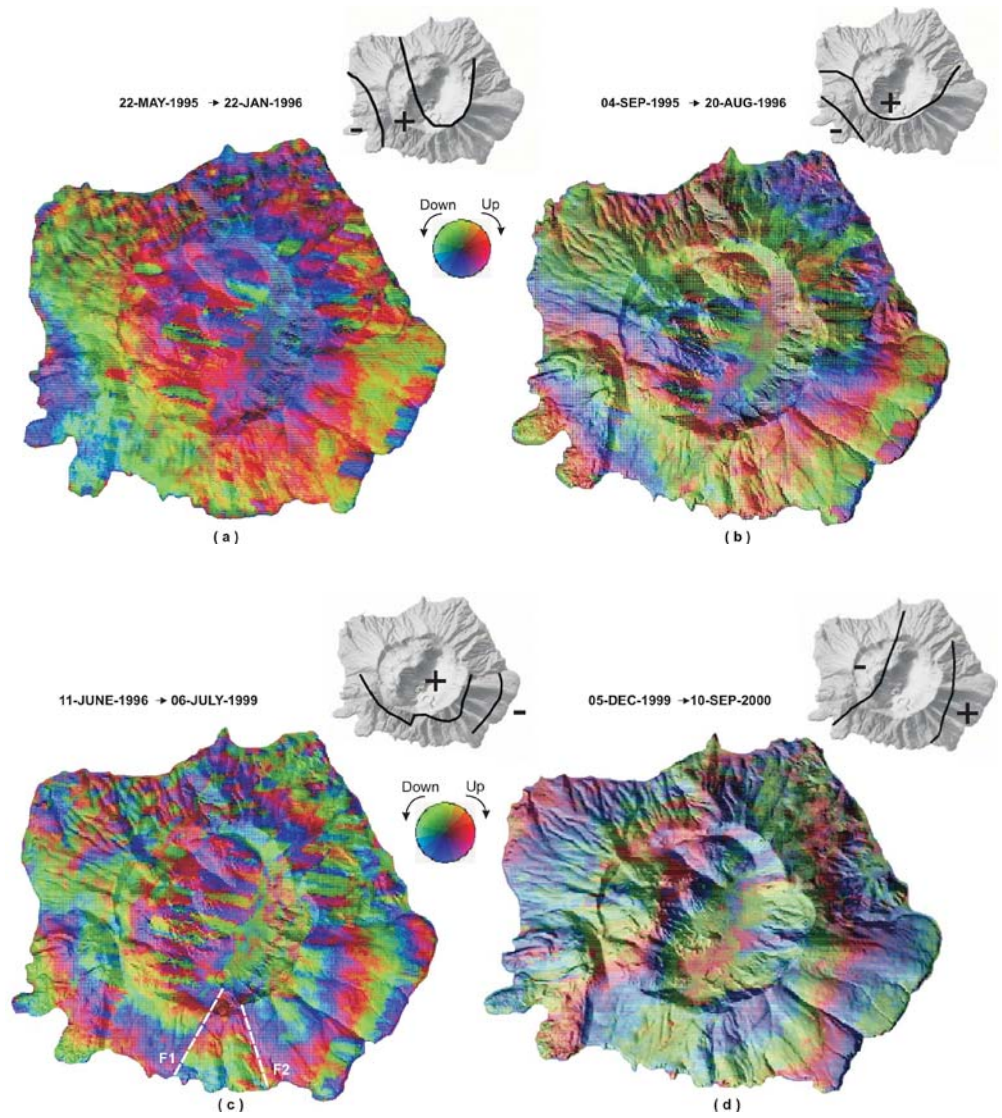 22-MAY-1995 → 22-JAN-1996
-
+
04-SEP-1995 → 20-AUG-1996
-
+
Down Up
( a )
( b )
11-JUNE-1996 → 06-JULY-1999
+
-
05-DEC-1999 → 10-SEP-2000
-
+
Down Up
F1
F2
( c )
( d )